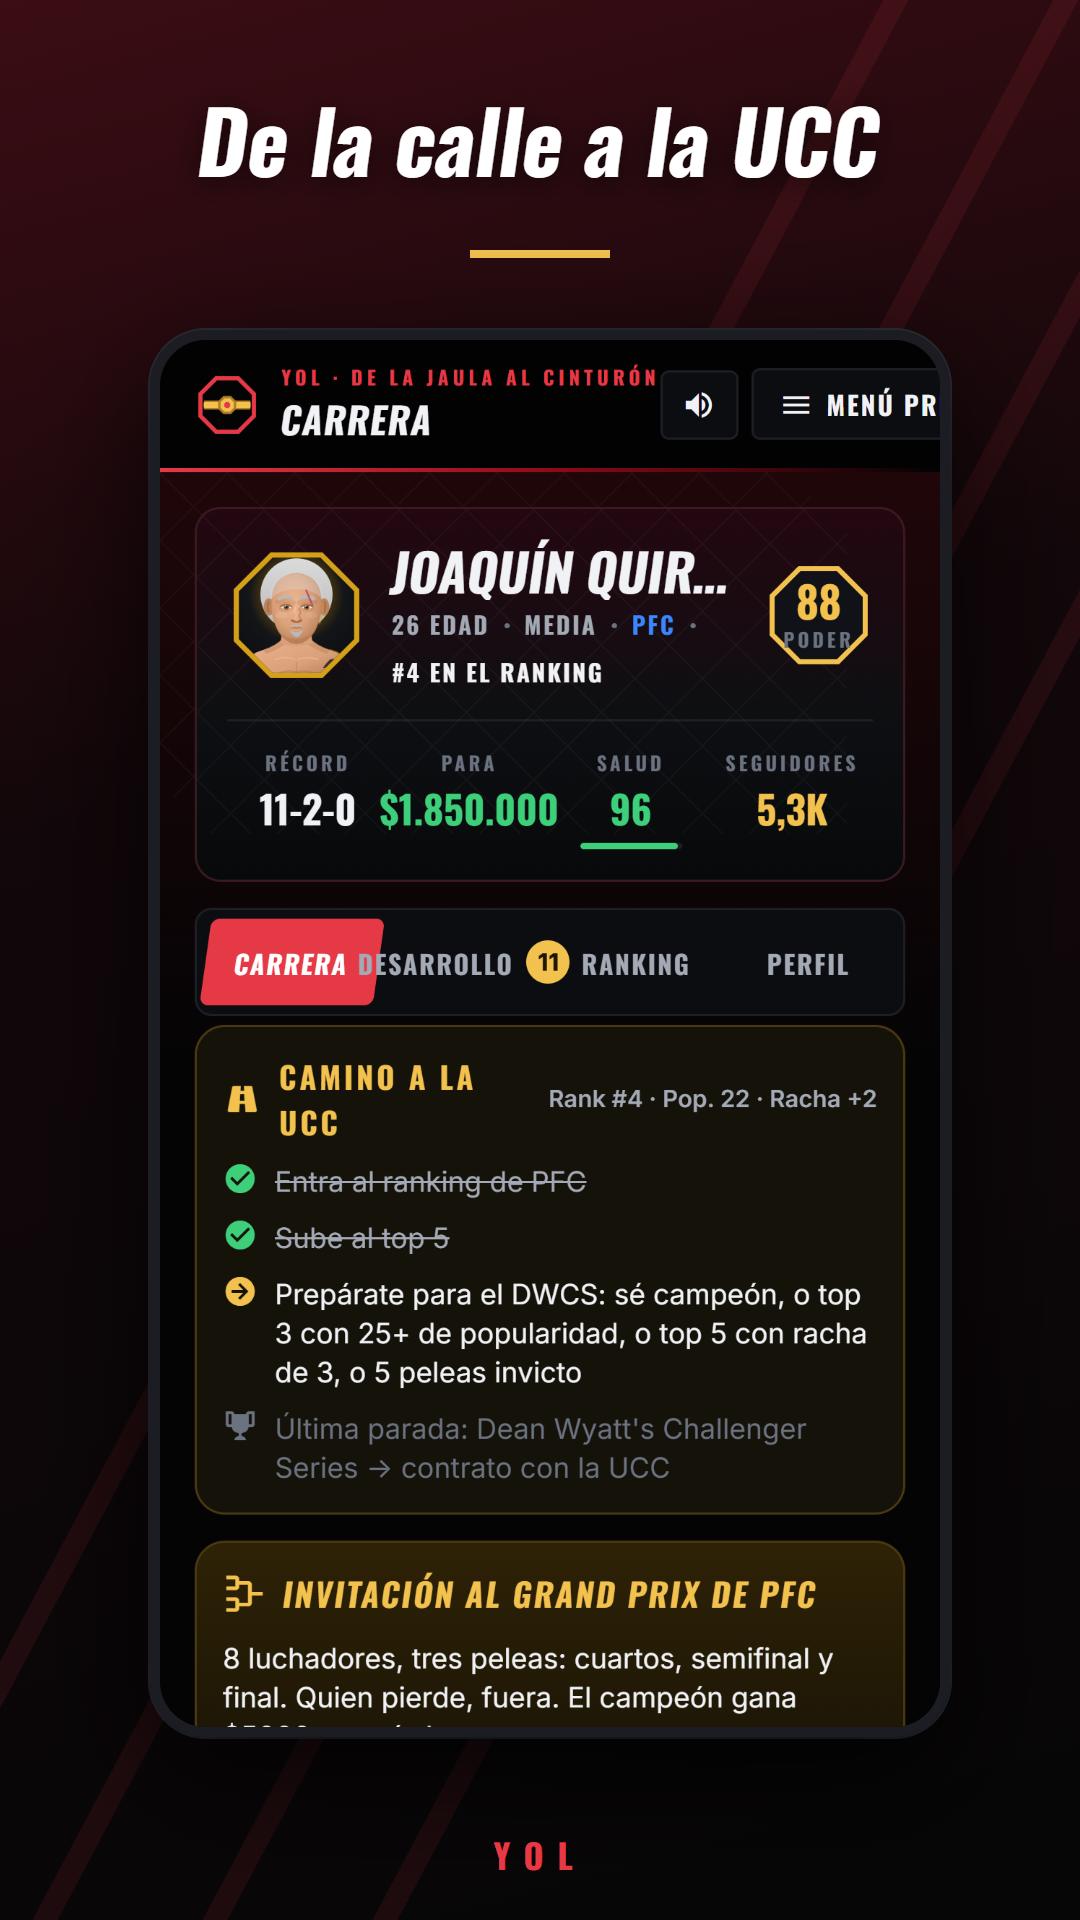 De la calle a la UCC
YOL · DE LA JAULA AL CINTURÓN
CARRERA
MENÚ PR
JOAQUÍN QUIR...
26 EDAD · MEDIA · PFC ·
#4 EN EL RANKING
88
PODER
RÉCORD PARA SALUD SEGUIDORES
11-2-0 $1.850.000 96 5,3K
CARRERA DESARROLLO 11 RANKING PERFIL
CAMINO A LA
UCC
Rank #4 · Pop. 22 · Racha +2
Entra al ranking de PFC
Sube al top 5
Prepárate para el DWCS: sé campeón, o top
3 con 25+ de popularidad, o top 5 con racha
de 3, o 5 peleas invicto
Última parada: Dean Wyatt's Challenger
Series → contrato con la UCC
INVITACIÓN AL GRAND PRIX DE PFC
8 luchadores, tres peleas: cuartos, semifinal y
final. Quien pierde, fuera. El campeón gana
YOL